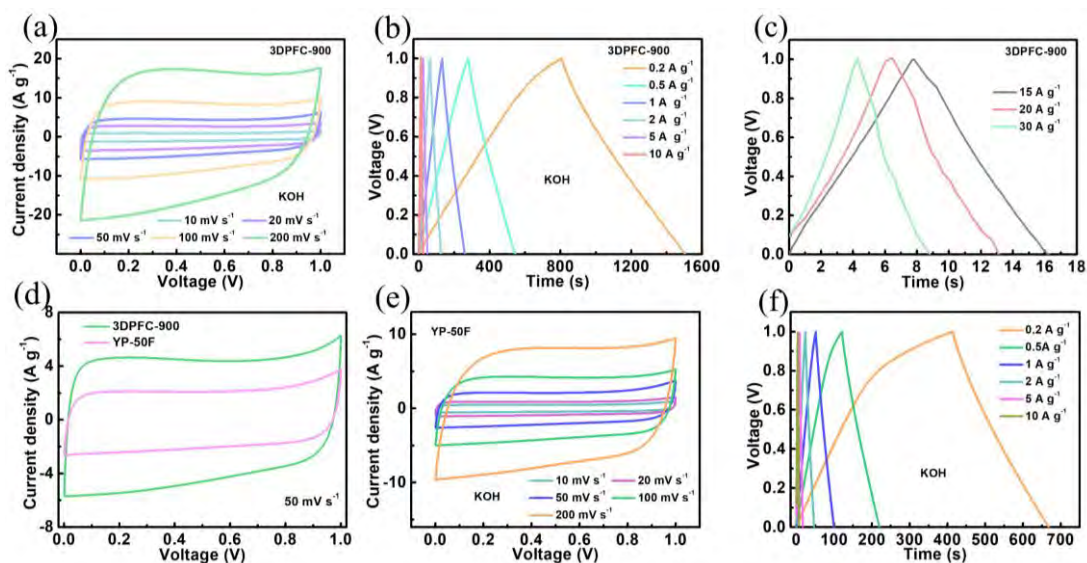 (a)
3DPFC-900
Current density (A g⁻¹)
20
10
0
-10
-20
KOH
10 mV s⁻¹ 20 mV s⁻¹
50 mV s⁻¹ 100 mV s⁻¹ 200 mV s⁻¹
0.0 0.2 0.4 0.6 0.8 1.0
Voltage (V)
(b)
Voltage (V)
1.0
0.8
0.6
0.4
0.2
0.0
3DPFC-900
0.2 A g⁻¹
0.5 A g⁻¹
1 A g⁻¹
2 A g⁻¹
5 A g⁻¹
10 A g⁻¹
KOH
0 400 800 1200 1600
Time (s)
(c)
Voltage (V)
1.0
0.8
0.6
0.4
0.2
0.0
3DPFC-900
15 A g⁻¹
20 A g⁻¹
30 A g⁻¹
0 2 4 6 8 10 12 14 16 18
Time (s)
(d)
Current density (A g⁻¹)
8
4
0
-4
-8
3DPFC-900
YP-50F
50 mV s⁻¹
0.0 0.2 0.4 0.6 0.8 1.0
Voltage (V)
(e)
YP-50F
Current density (A g⁻¹)
10
0
-10
KOH
10 mV s⁻¹ 20 mV s⁻¹
50 mV s⁻¹ 100 mV s⁻¹
200 mV s⁻¹
0.0 0.2 0.4 0.6 0.8 1.0
Voltage (V)
(f)
Voltage (V)
1.0
0.8
0.6
0.4
0.2
0.0
0.2 A g⁻¹
0.5A g⁻¹
1 A g⁻¹
2 A g⁻¹
5 A g⁻¹
10 A g⁻¹
KOH
0 100 200 300 400 500 600 700
Time (s)